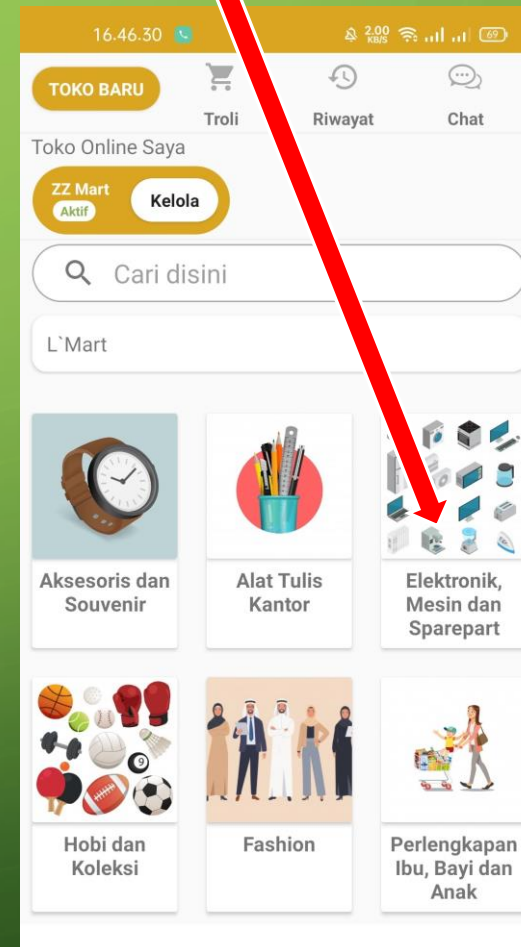 16.46.30
2.00 KB/S
69
TOKO BARU
Troli
Riwayat
Chat
Toko Online Saya
ZZ Mart
Aktif
Kelola
Cari disini
L`Mart
Aksesoris dan
Souvenir
Alat Tulis
Kantor
Elektronik,
Mesin dan
Sparepart
Hobi dan
Koleksi
Fashion
Perlengkapan
Ibu, Bayi dan
Anak